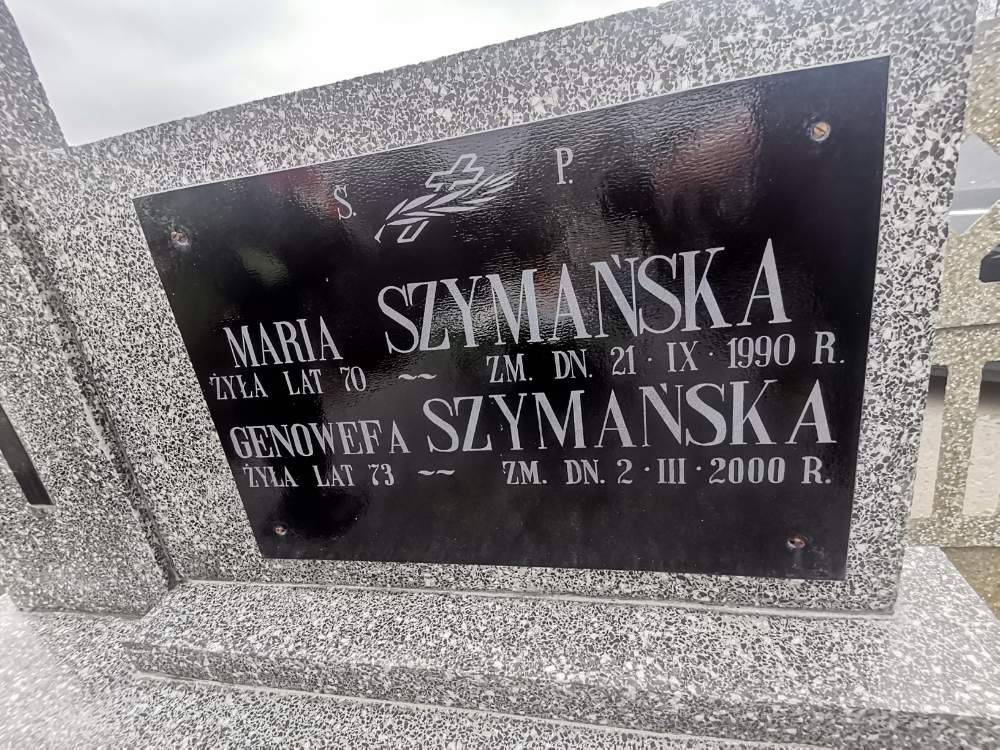 S. P.
MARIA SZYMAŃSKA
ŻYŁA LAT 70 ~~ ZM. DN. 21 · IX · 1990 R.
GENOWEFA SZYMAŃSKA
ŻYŁA LAT 73 ~~ ZM. DN. 2 · III · 2000 R.